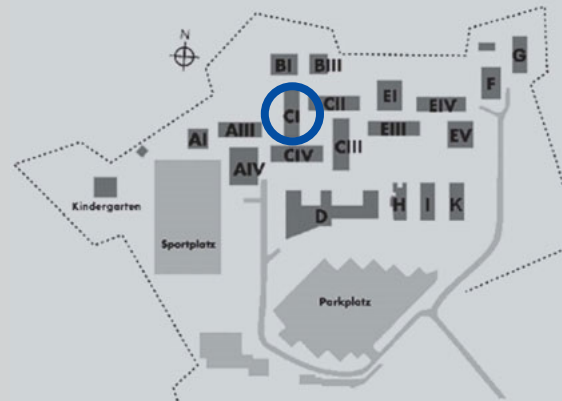 N
BI
BIII
G
F
EI
CI
CII
EIV
AI
AIII
EIII
EV
CIII
CIV
AIV
Kindergarten
D
H
I
K
Sportplatz
Parkplatz